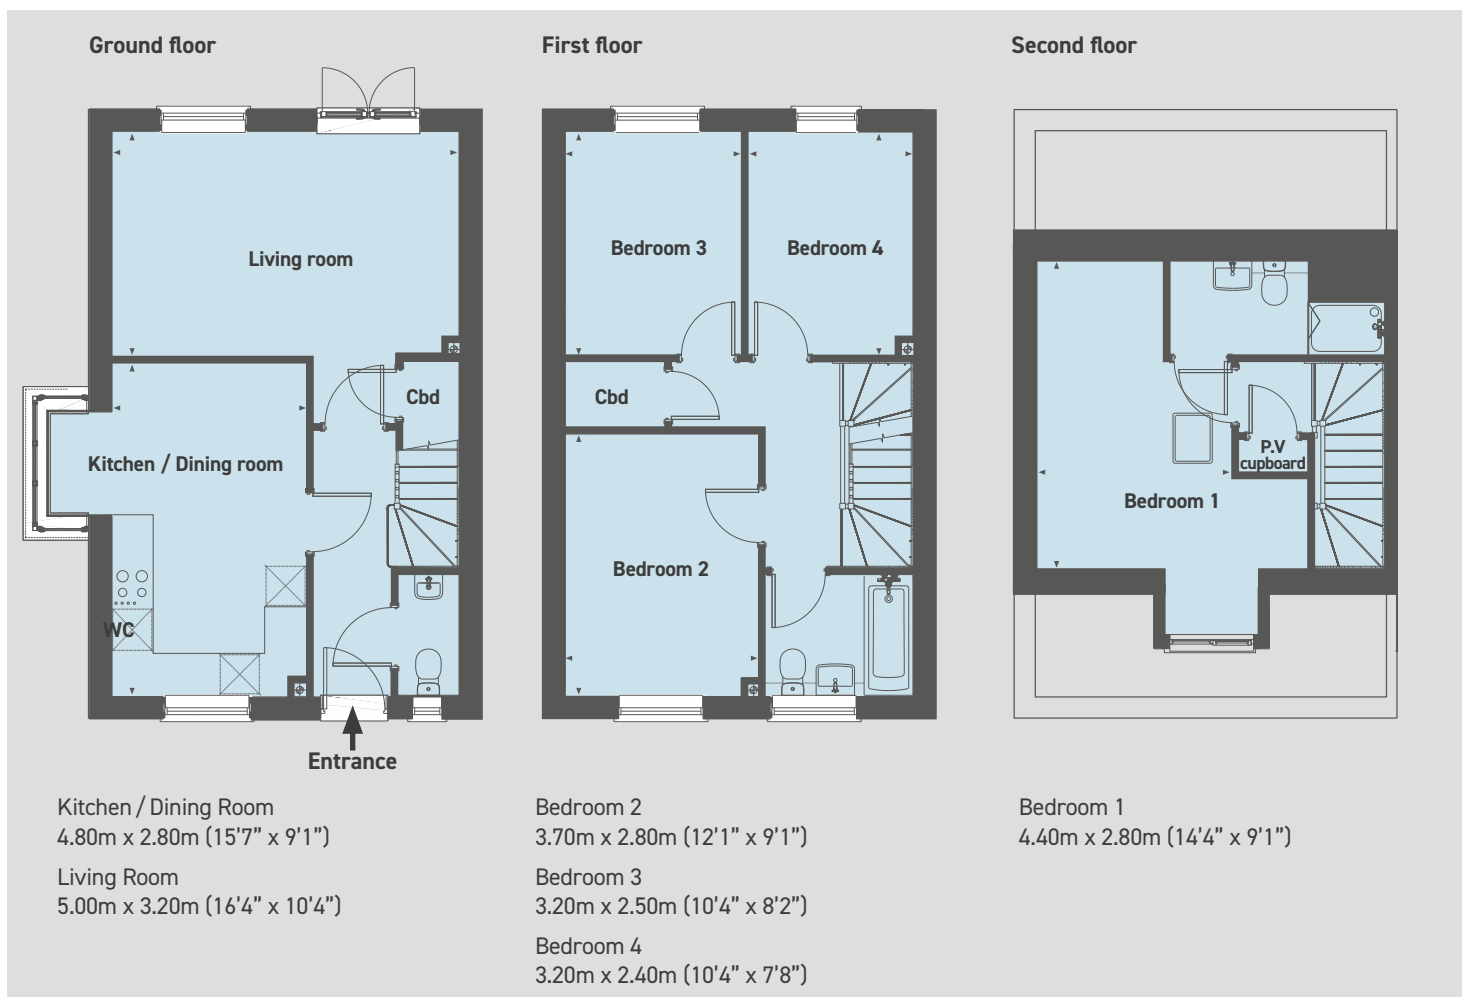 Ground floor
Living room
Cbd
Kitchen / Dining room
WC
Entrance
Kitchen / Dining Room
4.80m x 2.80m (15’7” x 9’1”)
Living Room
5.00m x 3.20m (16’4” x 10’4”)
First floor
Bedroom 3
Bedroom 4
Cbd
Bedroom 2
Bedroom 2
3.70m x 2.80m (12’1” x 9’1”)
Bedroom 3
3.20m x 2.50m (10’4” x 8’2”)
Bedroom 4
3.20m x 2.40m (10’4” x 7’8”)
Second floor
P.V
cupboard
Bedroom 1
Bedroom 1
4.40m x 2.80m (14’4” x 9’1”)